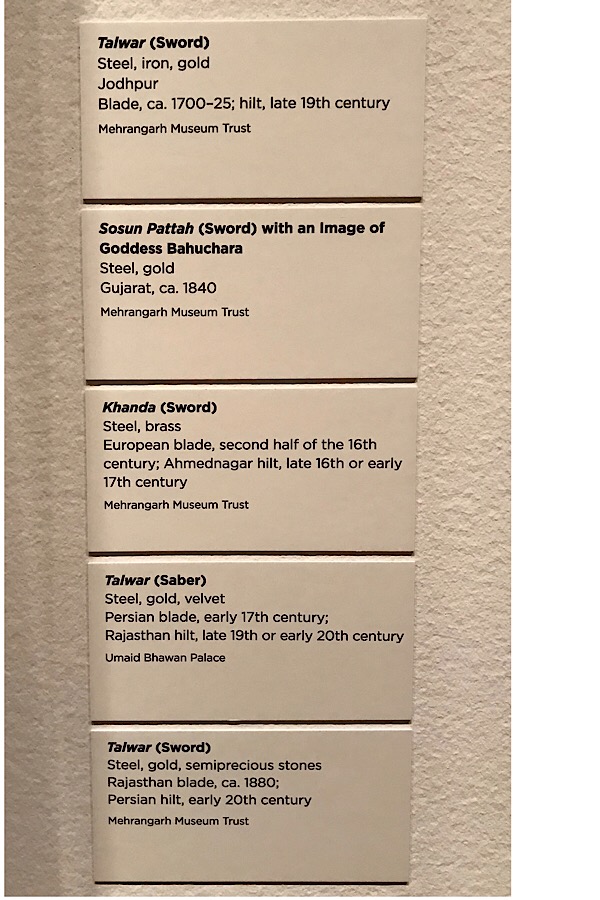 Talwar (Sword)
Steel, iron, gold
Jodhpur
Blade, ca. 1700–25; hilt, late 19th century
Mehrangarh Museum Trust
Sosun Pattah (Sword) with an Image of
Goddess Bahuchara
Steel, gold
Gujarat, ca. 1840
Mehrangarh Museum Trust
Khanda (Sword)
Steel, brass
European blade, second half of the 16th
century; Ahmednagar hilt, late 16th or early
17th century
Mehrangarh Museum Trust
Talwar (Saber)
Steel, gold, velvet
Persian blade, early 17th century;
Rajasthan hilt, late 19th or early 20th century
Umaid Bhawan Palace
Talwar (Sword)
Steel, gold, semiprecious stones
Rajasthan blade, ca. 1880;
Persian hilt, early 20th century
Mehrangarh Museum Trust